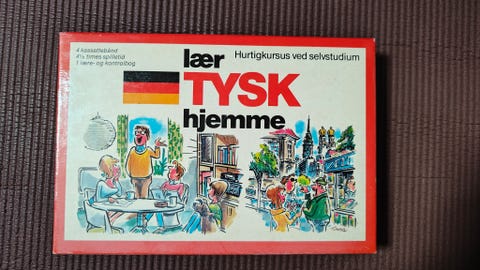 4 kassettebånd
4½ times spilletid
1 lære- og kontrolbog
lær
Hurtigkursus ved selvstudium
TYSK
hjemme